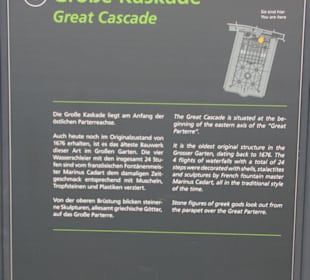 Große Kaskade
Great Cascade
Sie sind hier
You are here
Die Große Kaskade liegt am Anfang der
östlichen Parterreachse.
Auch heute noch im Originalzustand von
1676 erhalten, ist es das älteste Bauwerk
dieser Art im Großen Garten. Die vier
Wasserschleier mit den insgesamt 24 Stu-
fen sind vom französischen Fontänenmeis-
ter Marinus Cadart dem damaligen Zeit-
geschmack entsprechend mit Muscheln,
Tropfsteinen und Plastiken verziert.
Von der oberen Brüstung blicken steiner-
ne Skulpturen, allesamt griechische Götter,
auf das Große Parterre.
The Great Cascade is situated at the be-
ginning of the eastern axis of the "Great
Parterre".
It is the oldest original structure in the
Grosser Garten, dating back to 1676. The
4 flights of waterfalls with a total of 24
steps were decorated with shells, stalactites
and sculptures by French fountain master
Marinus Cadart, all in the traditional style
of the time.
Stone figures of greek gods look out from
the parapet over the Great Parterre.